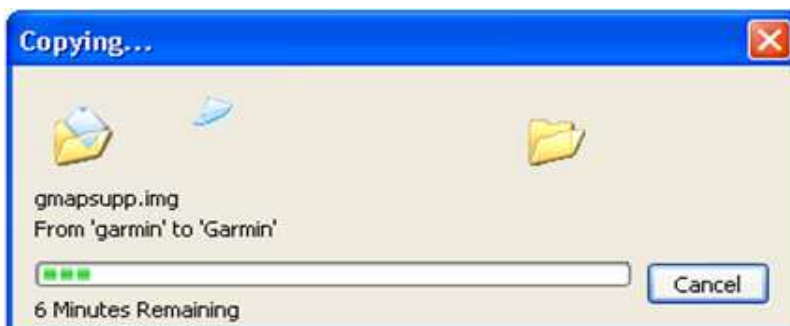 Copying...
gmapsupp.img
From 'garmin' to 'Garmin'
Cancel
6 Minutes Remaining